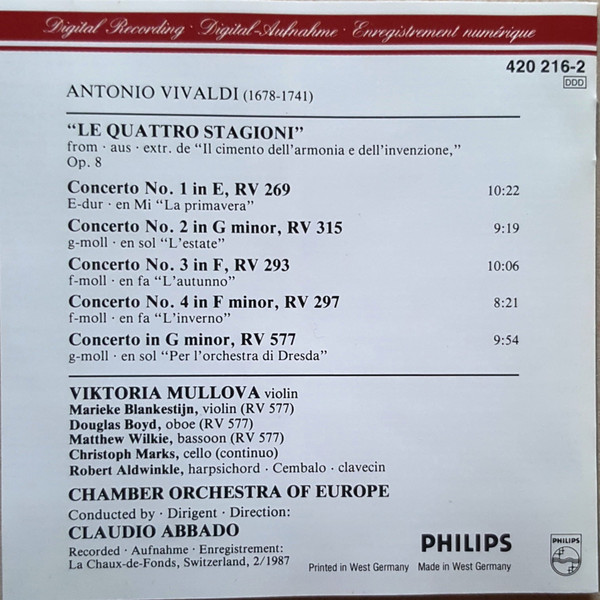 Digital Recording · Digital-Aufnahme · Enregistrement numérique
420 216-2
DDD
ANTONIO VIVALDI (1678-1741)
"LE QUATTRO STAGIONI"
from · aus · extr. de "Il cimento dell'armonia e dell'invenzione,"
Op. 8
Concerto No. 1 in E, RV 269 10:22
E-dur · en Mi "La primavera"
Concerto No. 2 in G minor, RV 315 9:19
g-moll · en sol "L'estate"
Concerto No. 3 in F, RV 293 10:06
f-moll · en fa "L'autunno"
Concerto No. 4 in F minor, RV 297 8:21
f-moll · en fa "L'inverno"
Concerto in G minor, RV 577 9:54
g-moll · en sol "Per l'orchestra di Dresda"
VIKTORIA MULLOVA violin
Marieke Blankestijn, violin (RV 577)
Douglas Boyd, oboe (RV 577)
Matthew Wilkie, bassoon (RV 577)
Christoph Marks, cello (continuo)
Robert Aldwinkle, harpsichord · Cembalo · clavecin
CHAMBER ORCHESTRA OF EUROPE
Conducted by · Dirigent · Direction:
CLAUDIO ABBADO
Recorded · Aufnahme · Enregistrement:
La Chaux-de-Fonds, Switzerland, 2/1987
PHILIPS
Printed in West Germany Made in West Germany
PHILIPS